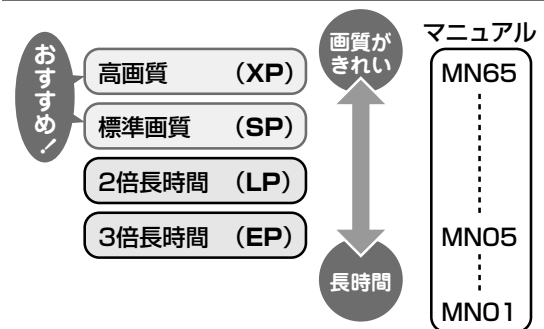 おすすめ！
高画質 （XP）
標準画質 （SP）
2倍長時間 （LP）
3倍長時間 （EP）
画質が
きれい
長時間
マニュアル
MN65
MN05
MN01